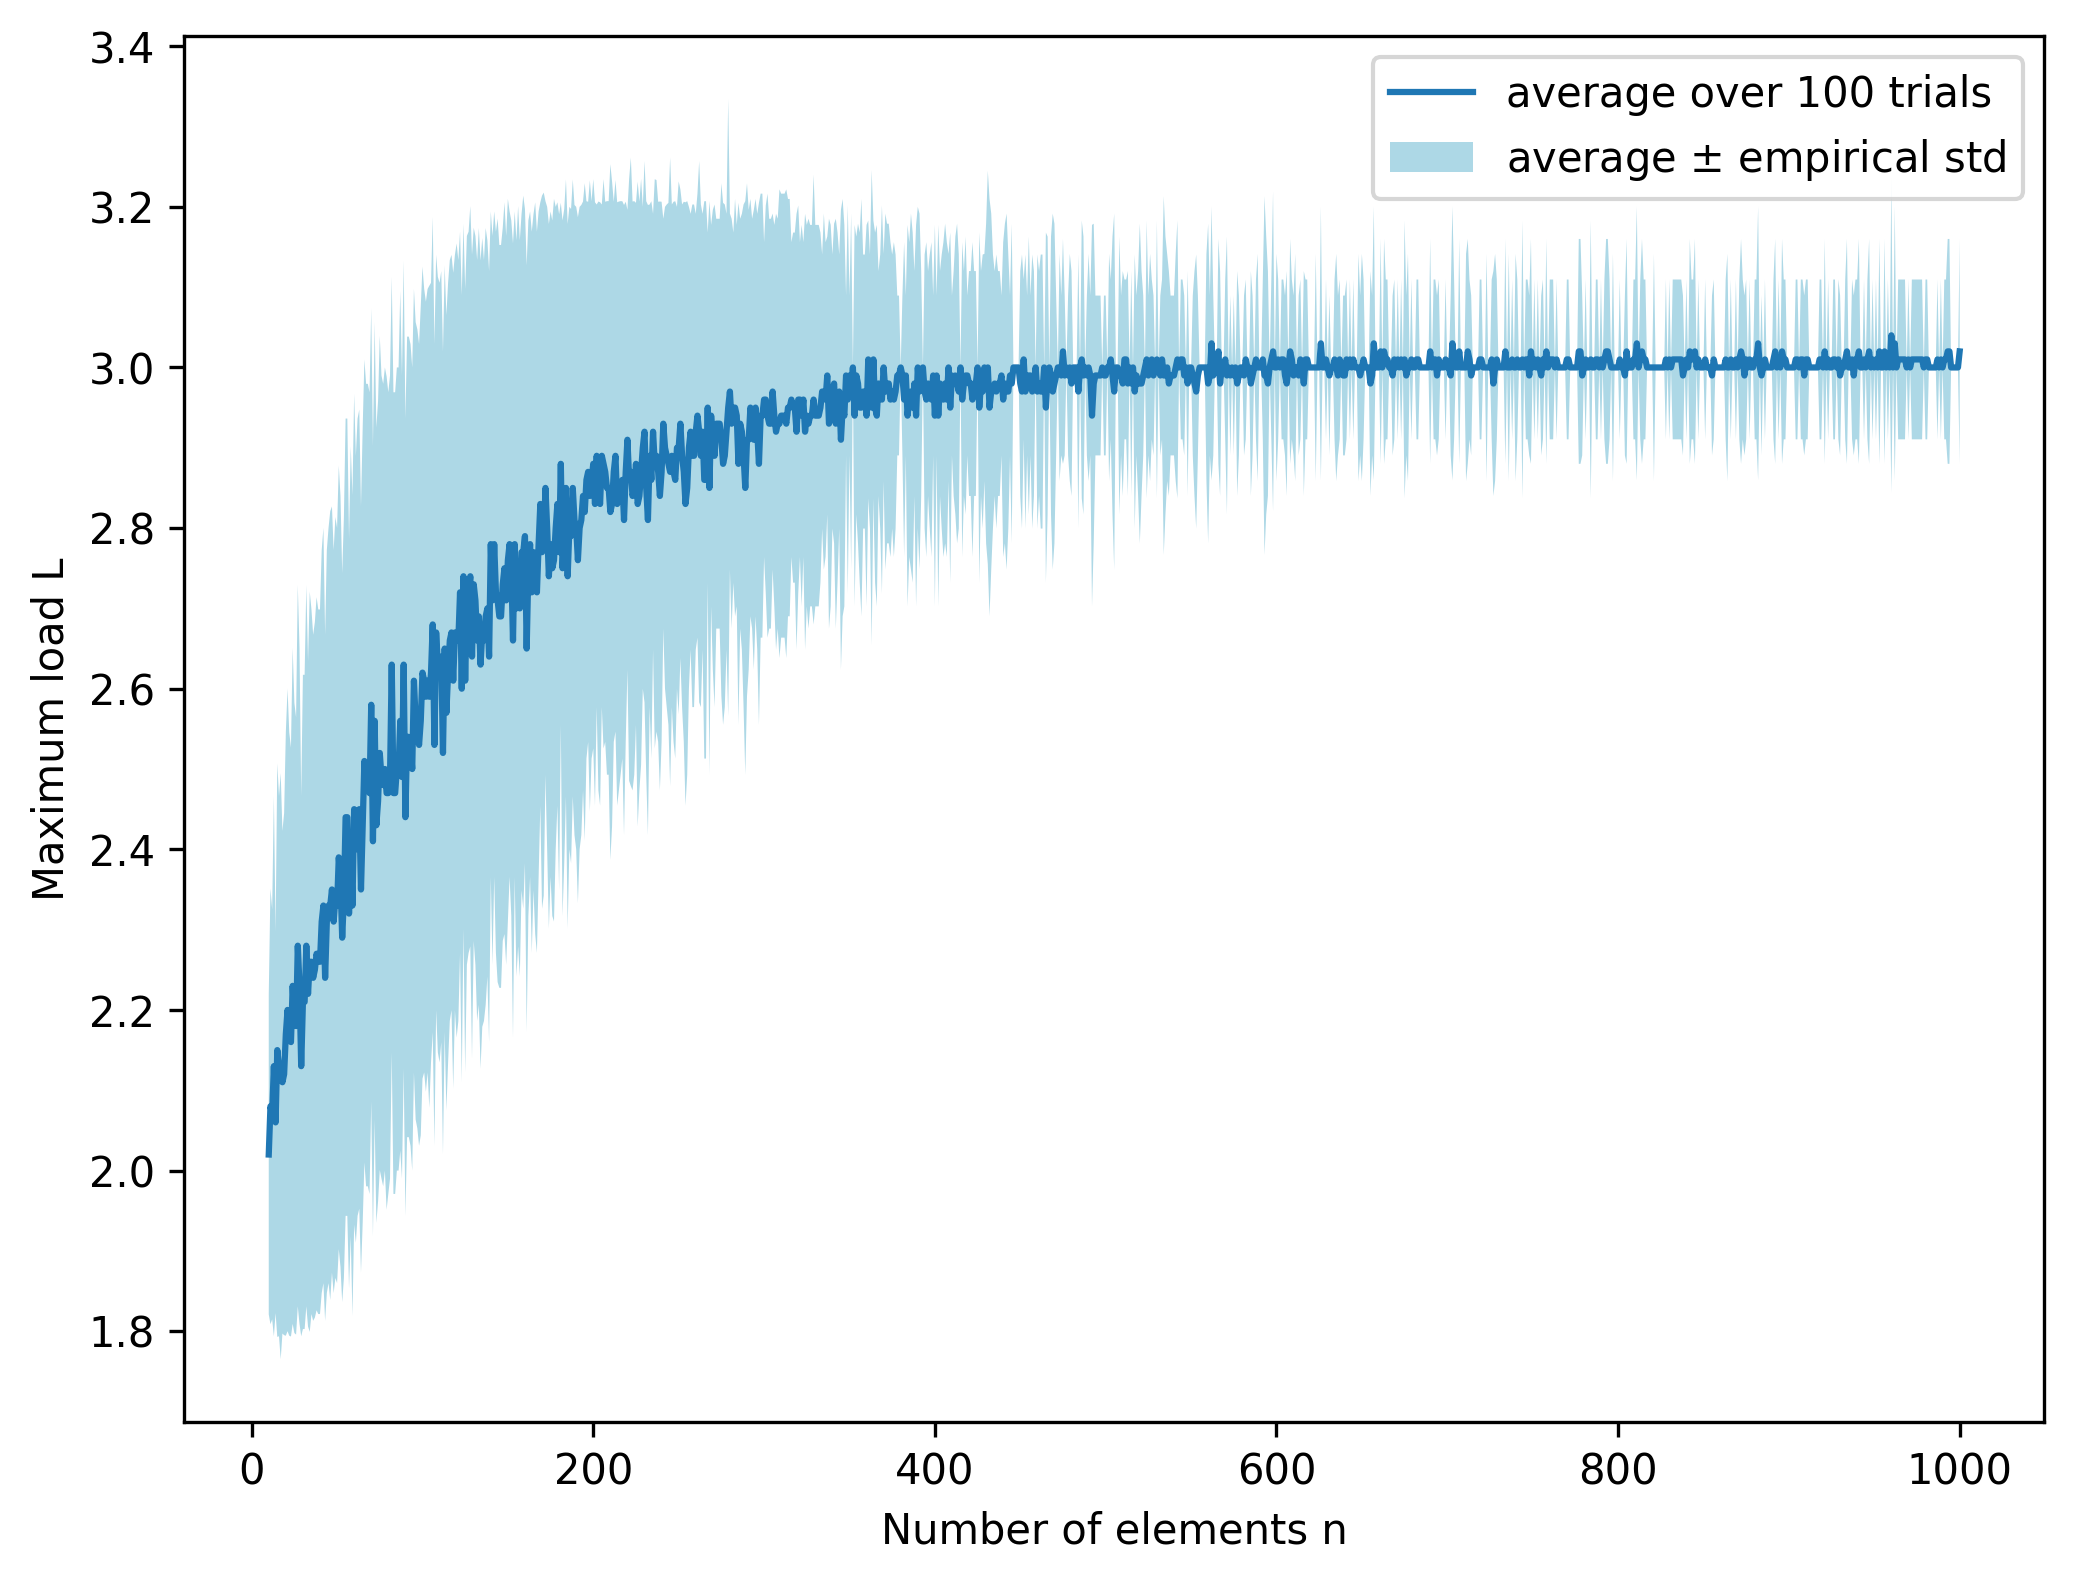 3.4
3.2
3.0
2.8
2.6
2.4
2.2
2.0
1.8
Maximum load L
average over 100 trials
average ± empirical std
0 200 400 600 800 1000
Number of elements n